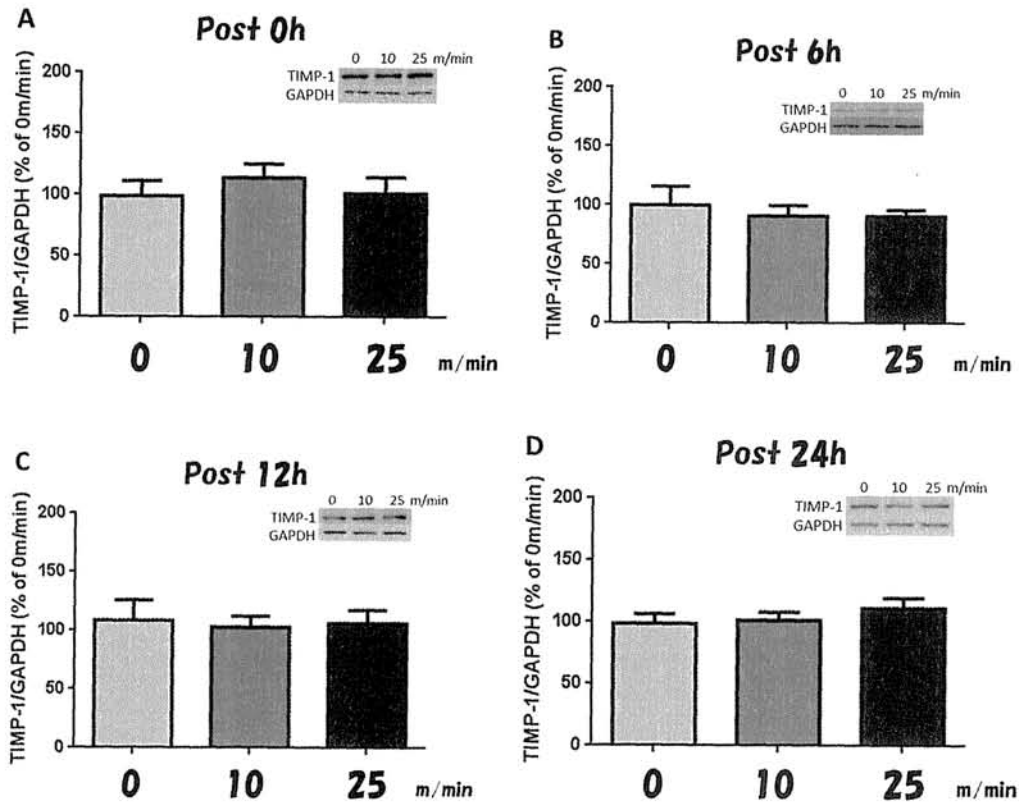 A
Post 0h
0 10 25 m/min
TIMP-1
GAPDH
TIMP-1/GAPDH (% of 0m/min)
200
150
100
50
0
0 10 25 m/min
B
Post 6h
0 10 25 m/min
TIMP-1
GAPDH
TIMP-1/GAPDH (% of 0m/min)
200
150
100
50
0
0 10 25 m/min
C
Post 12h
0 10 25 m/min
TIMP-1
GAPDH
TIMP-1/GAPDH (% of 0m/min)
200
150
100
50
0
0 10 25 m/min
D
Post 24h
0 10 25 m/min
TIMP-1
GAPDH
TIMP-1/GAPDH (% of 0m/min)
200
150
100
50
0
0 10 25 m/min